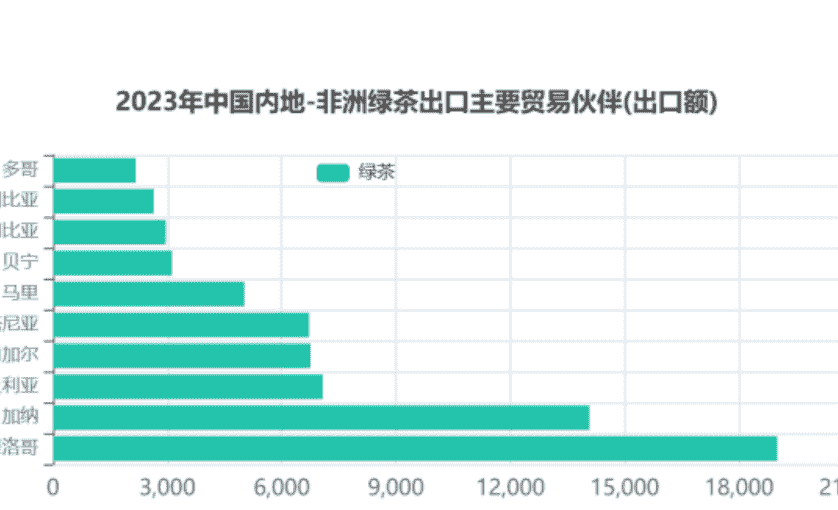 2023年中国内地-非洲绿茶出口主要贸易伙伴(出口额)
绿茶
多哥
比亚
比亚
贝宁
马里
尼亚
加尔
利亚
加纳
洛哥
0 3,000 6,000 9,000 12,000 15,000 18,000 21